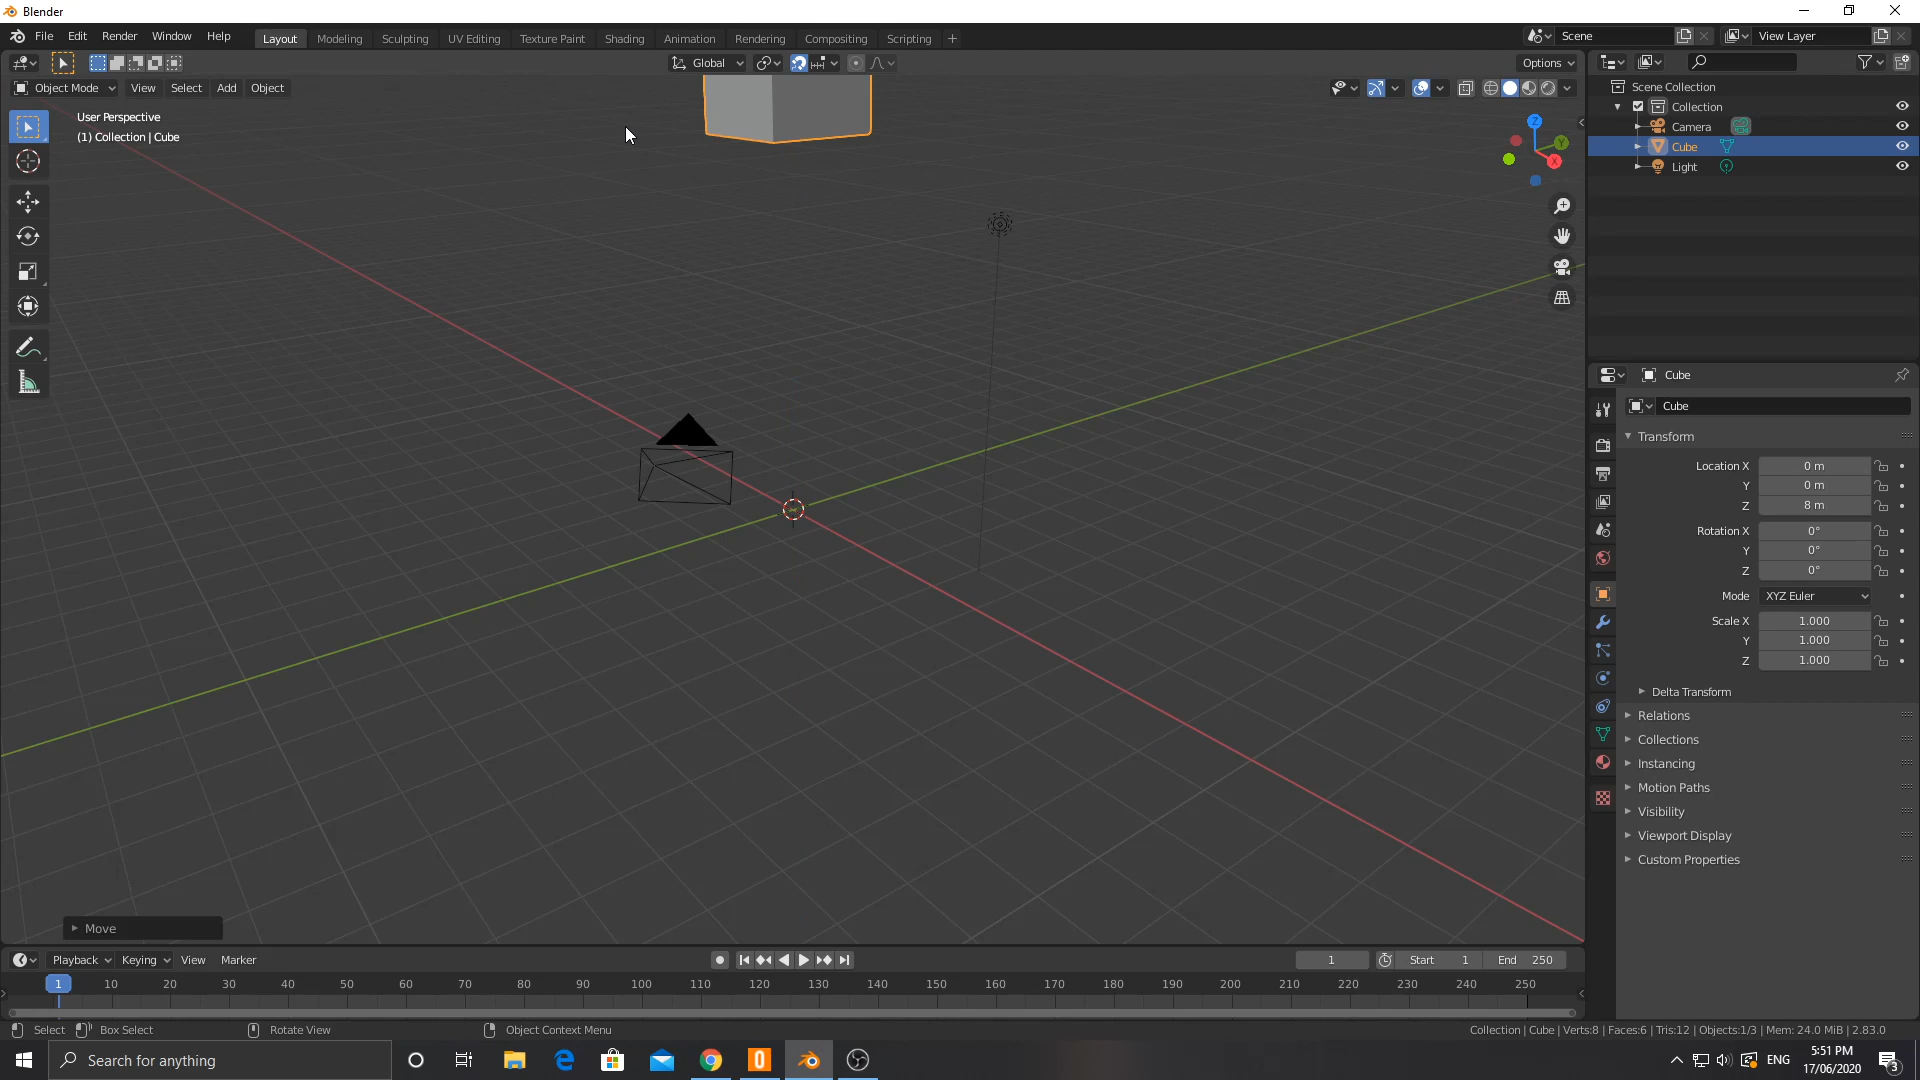 Blender
File Edit Render Window Help Layout Modeling Sculpting UV Editing Texture Paint Shading Animation Rendering Compositing Scripting + Scene View Layer
Global Options
Object Mode View Select Add Object
User Perspective
(1) Collection | Cube
Z
Y
X
Scene Collection
Collection
Camera
Cube
Light
Cube
Cube
Transform
Location X 0 m
Y 0 m
Z 8 m
Rotation X 0°
Y 0°
Z 0°
Mode XYZ Euler
Scale X 1.000
Y 1.000
Z 1.000
Delta Transform
Relations
Collections
Instancing
Motion Paths
Visibility
Viewport Display
Custom Properties
Move
Playback Keying View Marker 1 Start 1 End 250
1 10 20 30 40 50 60 70 80 90 100 110 120 130 140 150 160 170 180 190 200 210 220 230 240 250
Select Box Select Rotate View Object Context Menu Collection | Cube | Verts:8 | Faces:6 | Tris:12 | Objects:1/3 | Mem: 24.0 MiB | 2.83.0
Search for anything ENG 5:51 PM
17/06/2020 3